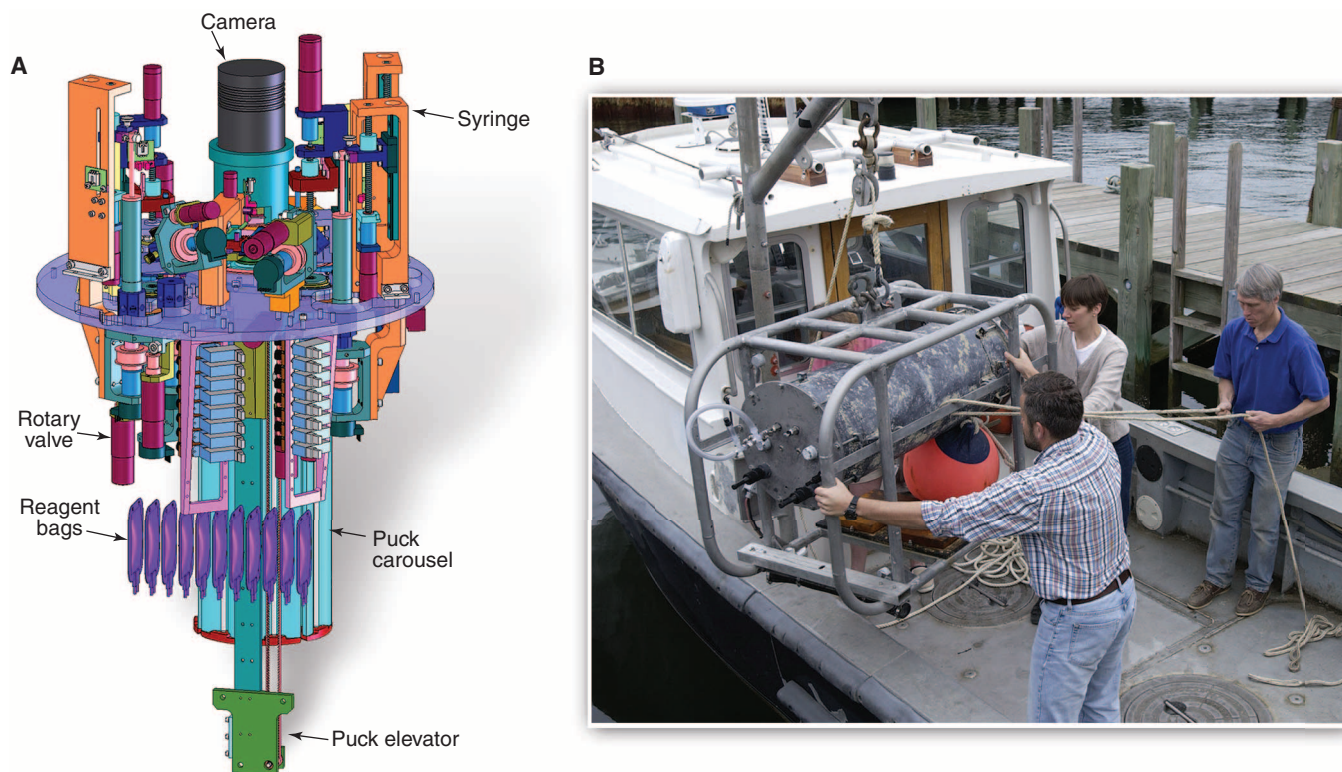 A
Camera
Syringe
Rotary
valve
Reagent
bags
Puck
carousel
Puck elevator
B